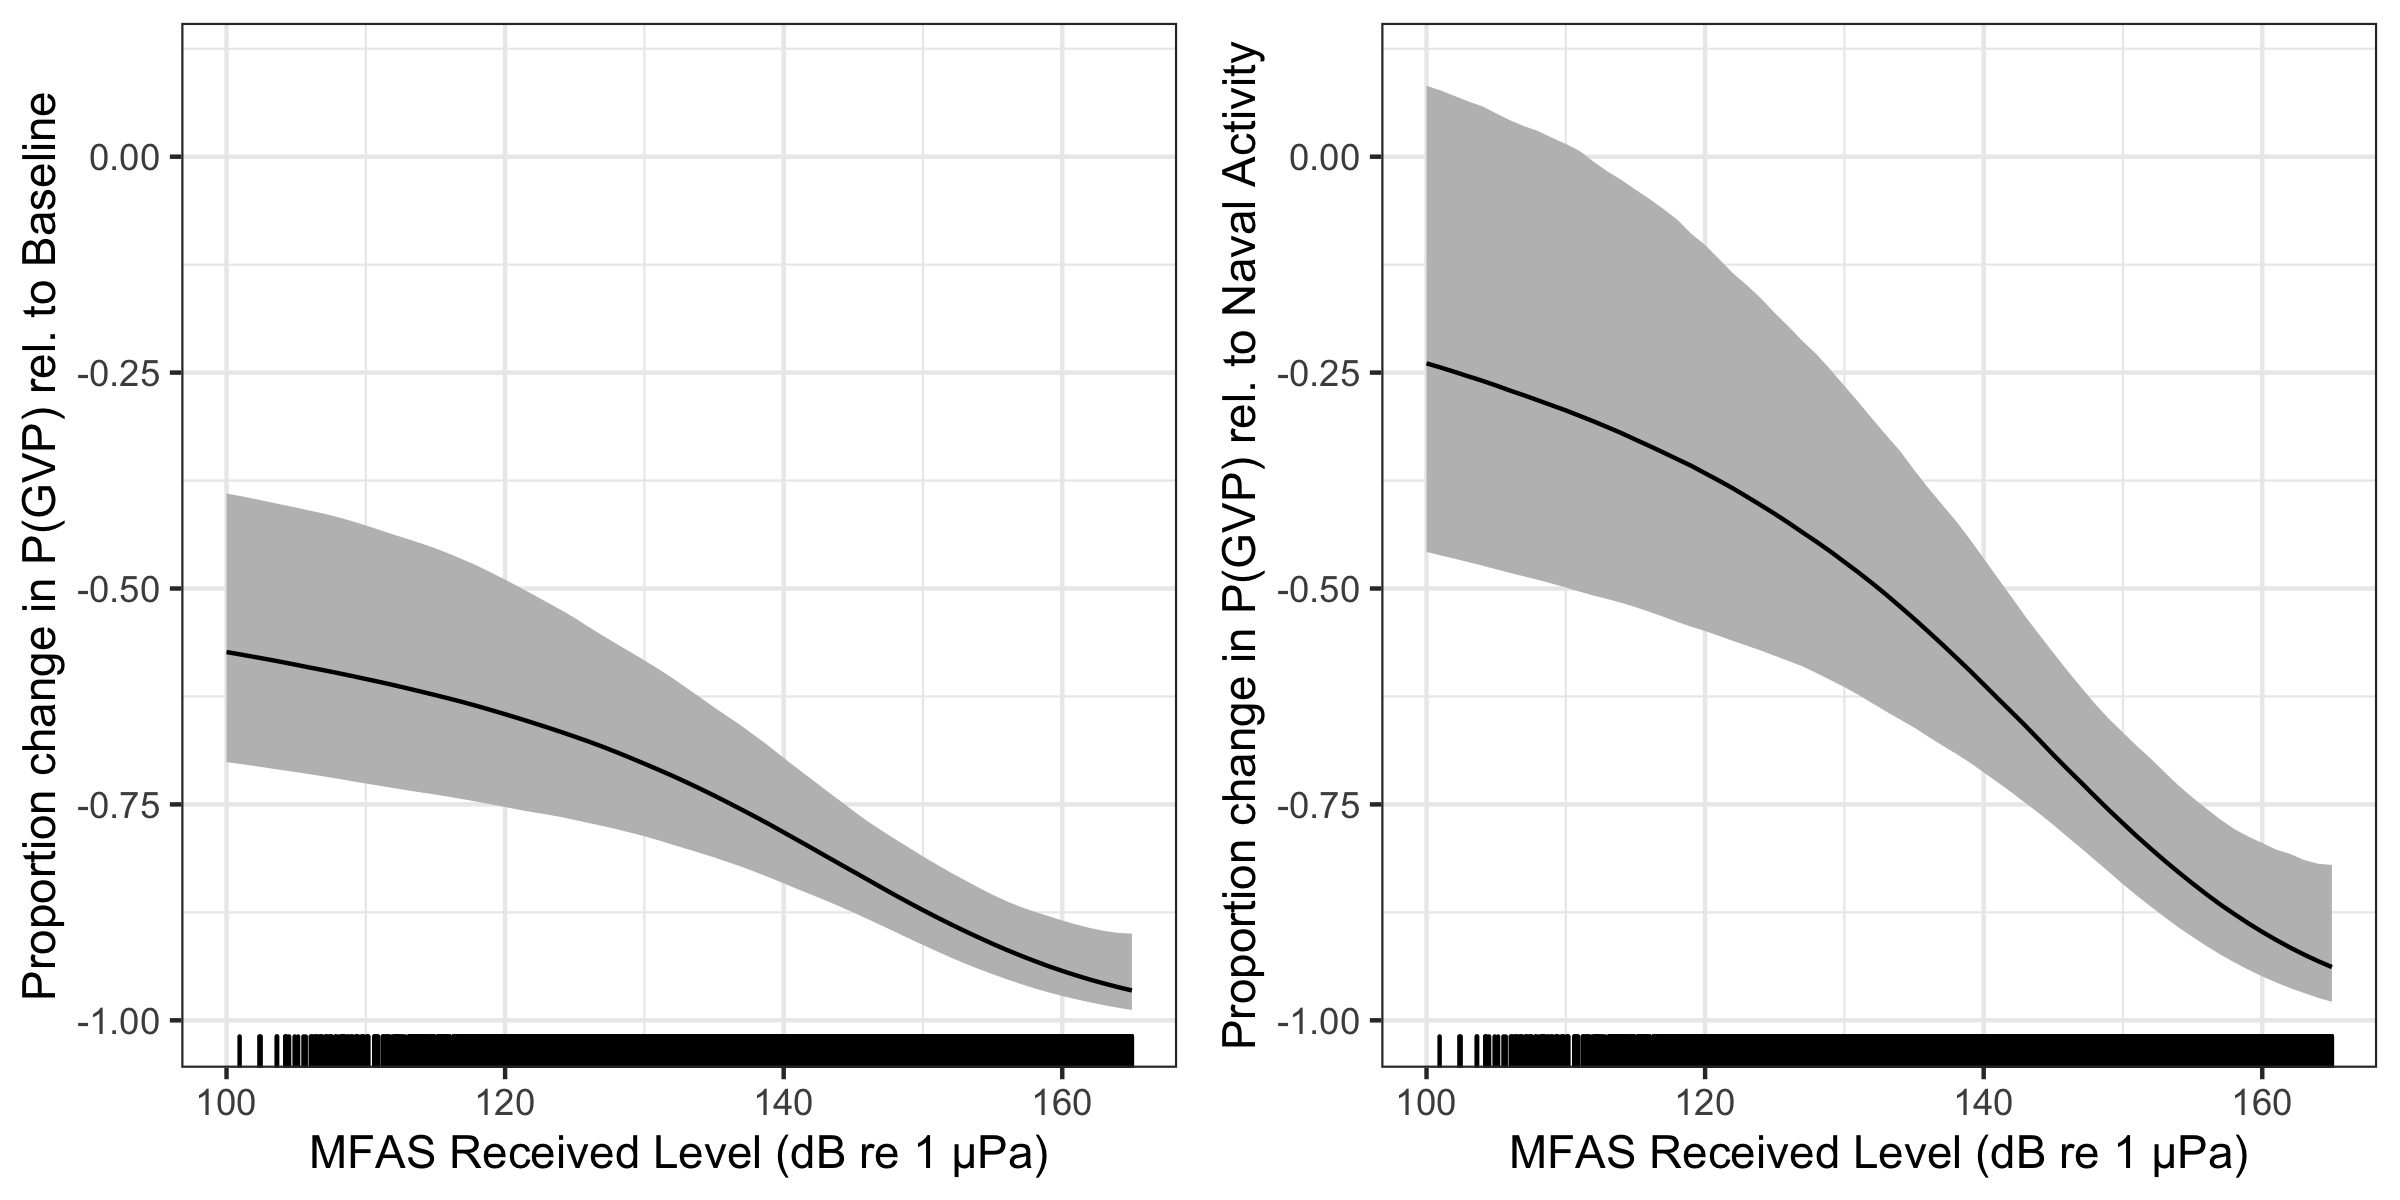 Proportion change in P(GVP) rel. to Baseline
0.00
-0.25
-0.50
-0.75
-1.00
100 120 140 160
MFAS Received Level (dB re 1 µPa)
Proportion change in P(GVP) rel. to Naval Activity
0.00
-0.25
-0.50
-0.75
-1.00
100 120 140 160
MFAS Received Level (dB re 1 µPa)